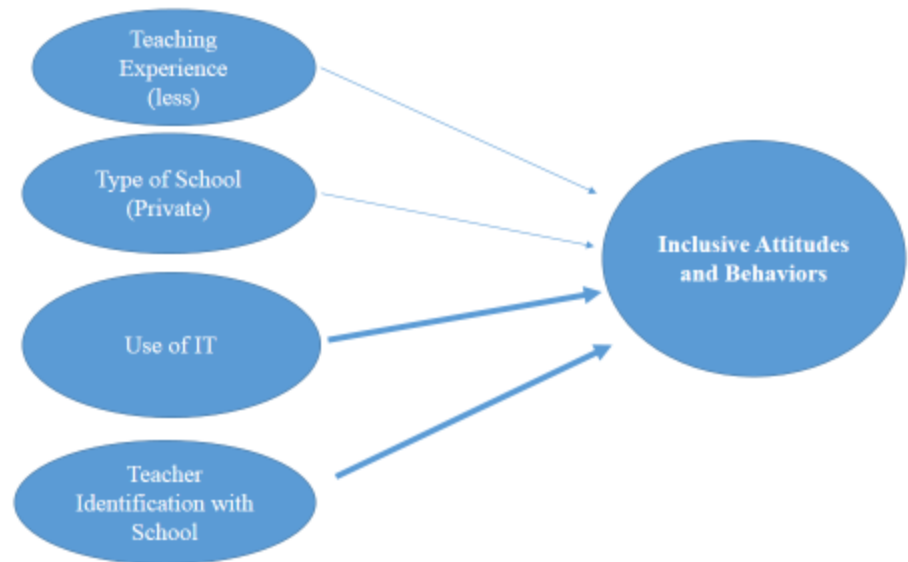 Teaching
Experience
(less)
Type of School
(Private)
Inclusive Attitudes
and Behaviors
Use of IT
Teacher
Identification with
School